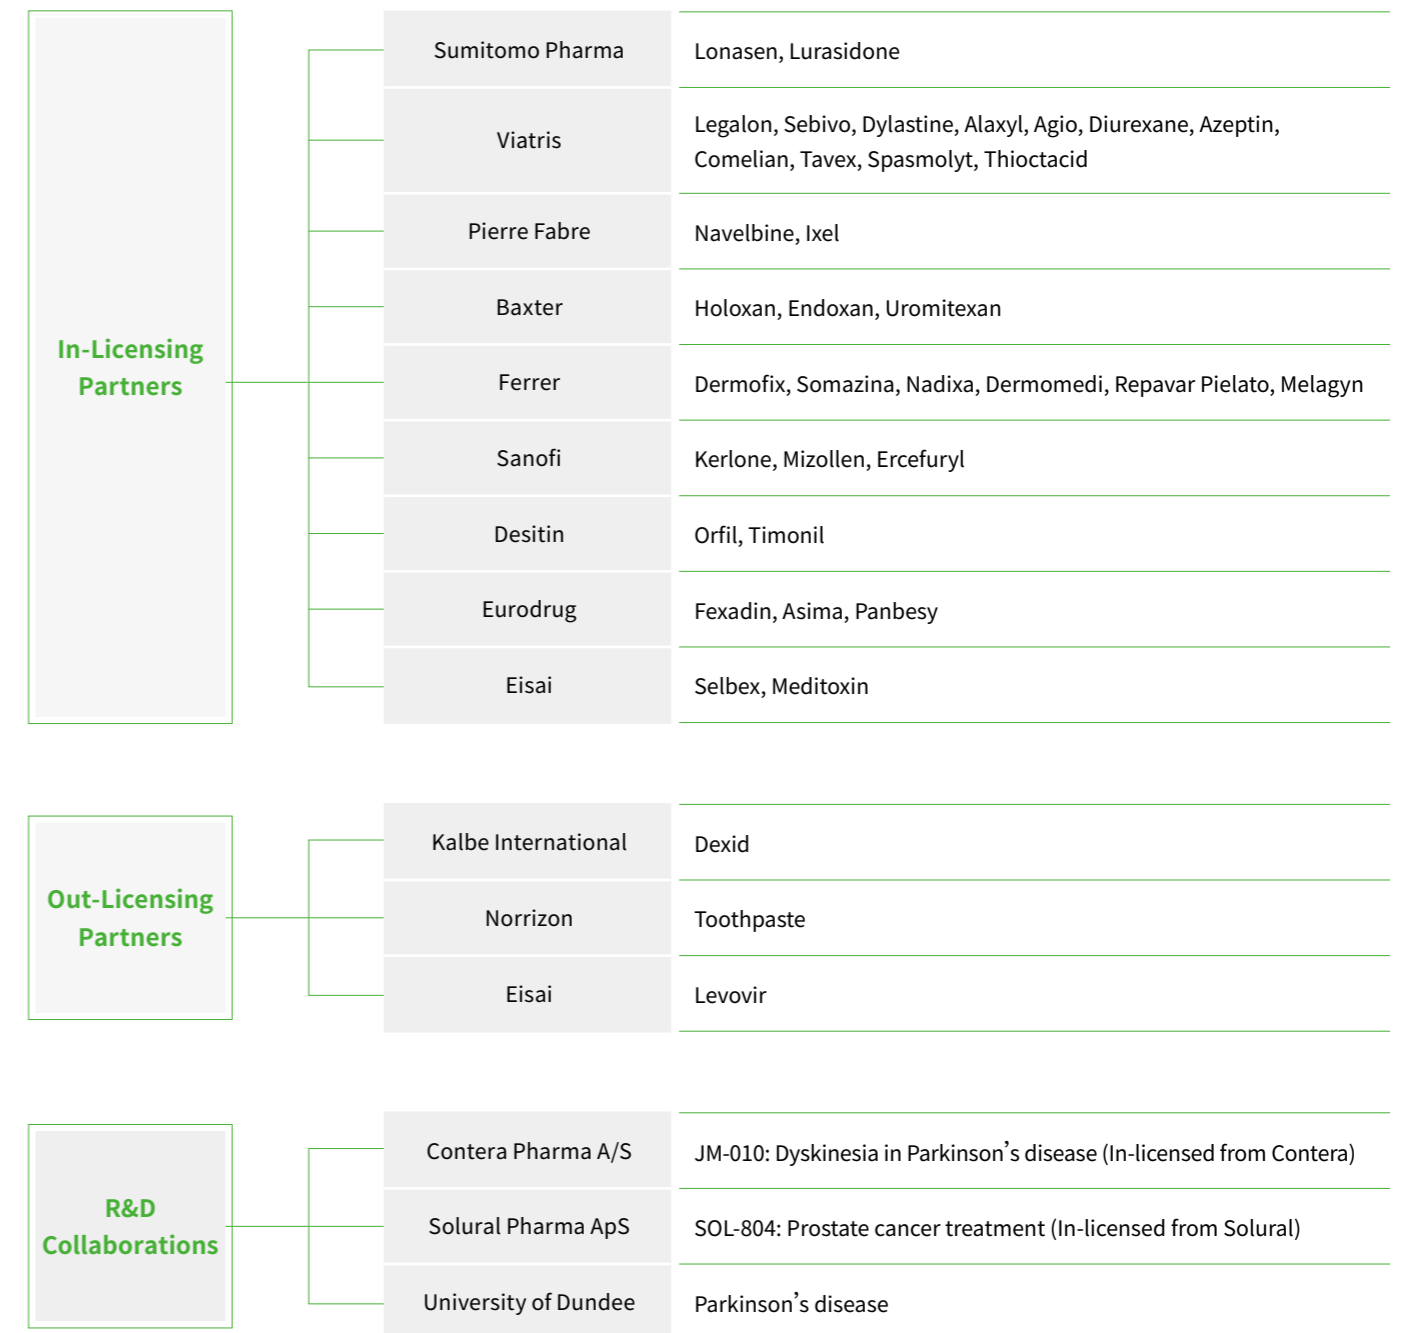 In-Licensing
Partners
Sumitomo Pharma
Lonasen, Lurasidone
Viatris
Legalon, Sebivo, Dylastine, Alaxyl, Agio, Diurexane, Azeptin,
Comelian, Tavex, Spasmolyt, Thioctacid
Pierre Fabre
Navelbine, Ixel
Baxter
Holoxan, Endoxan, Uromitexan
Ferrer
Dermofix, Somazina, Nadixa, Dermomedi, Repavar Pielato, Melagyn
Sanofi
Kerlone, Mizollen, Ercefuryl
Desitin
Orfil, Timonil
Eurodrug
Fexadin, Asima, Panbesy
Eisai
Selbex, Meditoxin
Out-Licensing
Partners
Kalbe International
Dexid
Norrizon
Toothpaste
Eisai
Levovir
R&D
Collaborations
Contera Pharma A/S
JM-010: Dyskinesia in Parkinson’s disease (In-licensed from Contera)
Solural Pharma ApS
SOL-804: Prostate cancer treatment (In-licensed from Solural)
University of Dundee
Parkinson’s disease